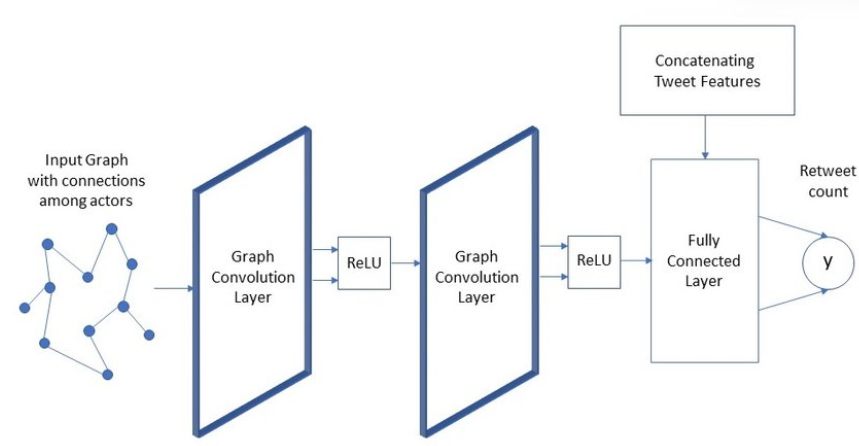 Concatenating
Tweet Features
Input Graph
with connections
among actors
Graph
Convolution
Layer
ReLU
Graph
Convolution
Layer
ReLU
Fully
Connected
Layer
Retweet
count
y